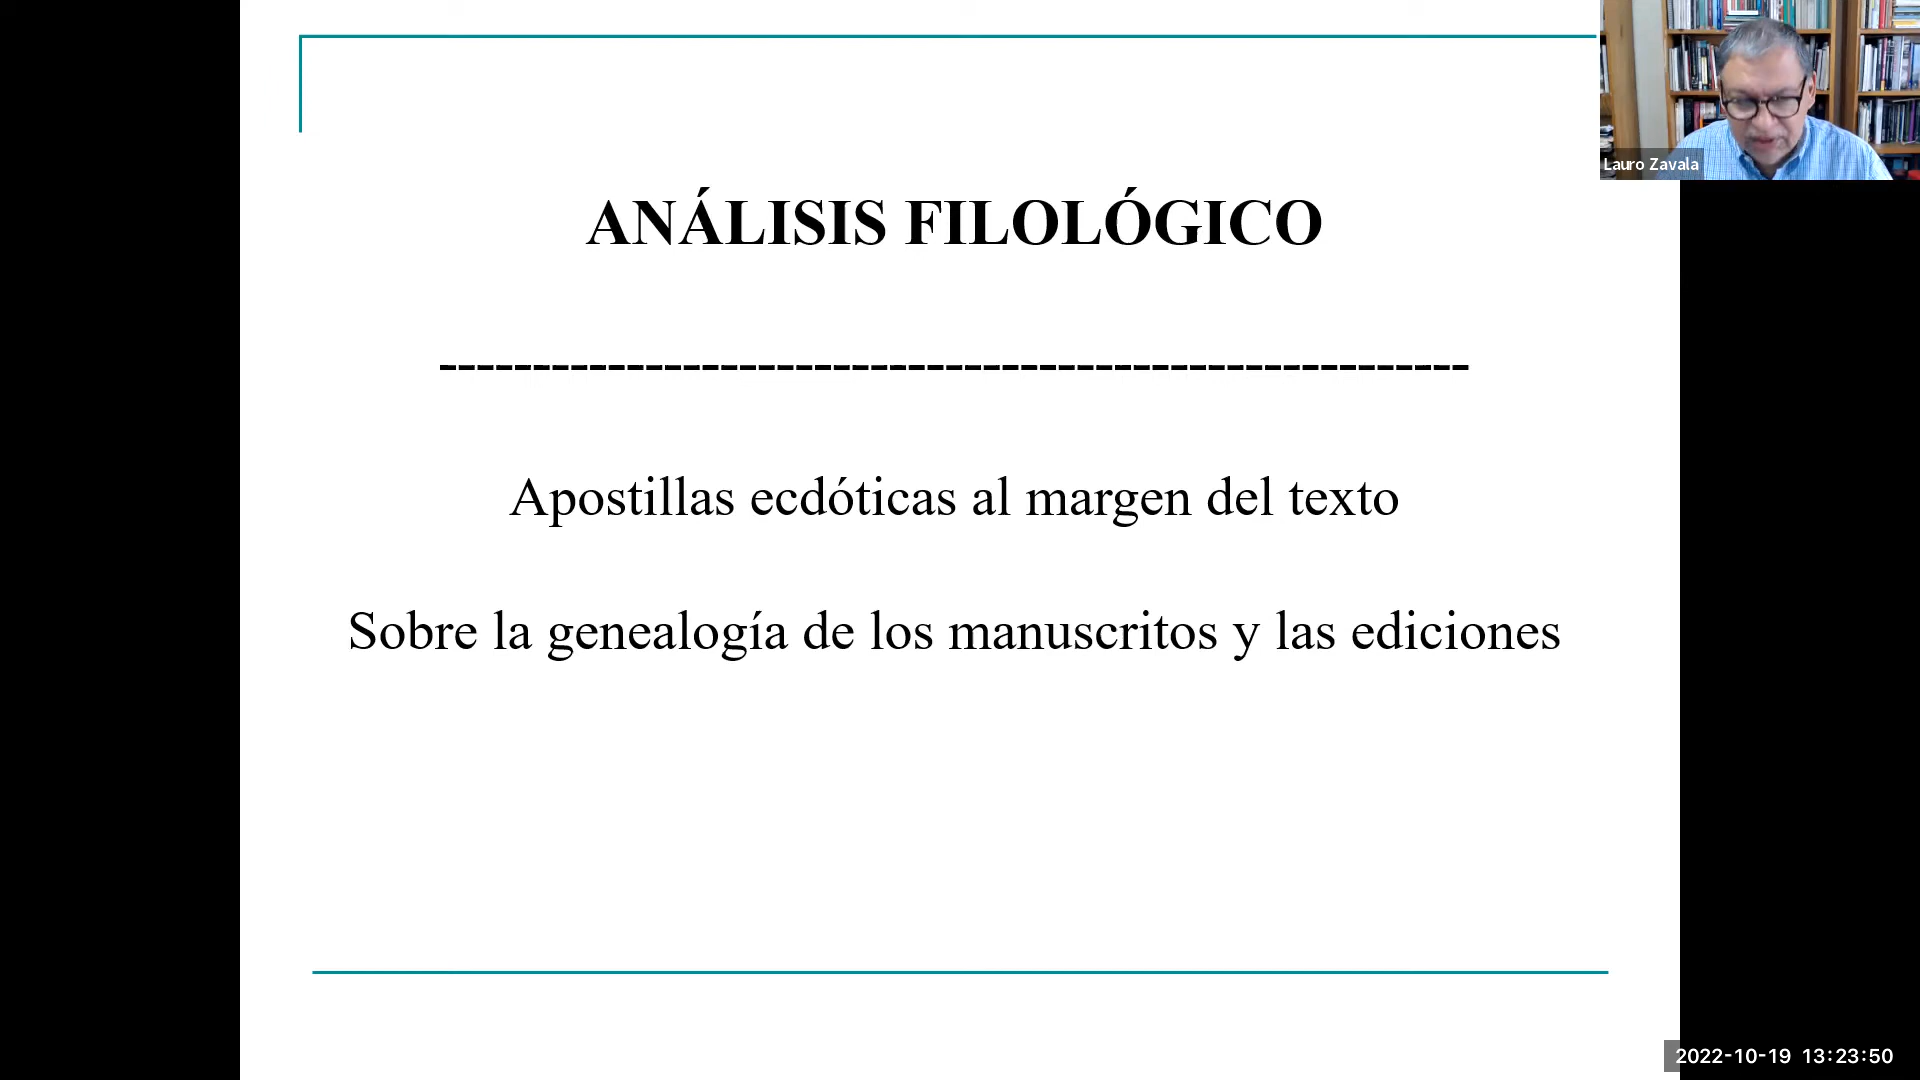 Lauro Zavala
ANÁLISIS FILOLÓGICO
-------------------------------------------------------
Apostillas ecdóticas al margen del texto
Sobre la genealogía de los manuscritos y las ediciones
2022-10-19 13:23:50